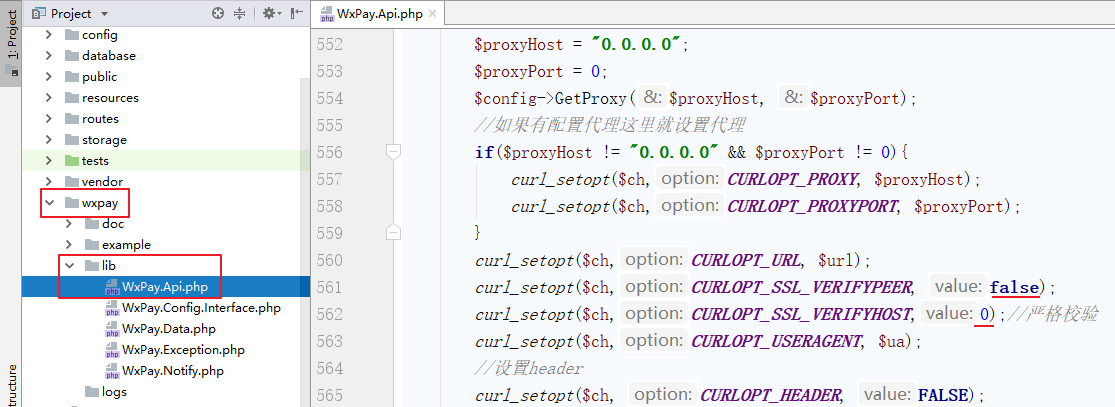 1: Project
Structure
Project
config
database
public
resources
routes
storage
tests
vendor
wxpay
doc
example
lib
WxPay.Api.php
WxPay.Config.Interface.php
WxPay.Data.php
WxPay.Exception.php
WxPay.Notify.php
logs
WxPay.Api.php
552 $proxyHost = "0.0.0.0";
553 $proxyPort = 0;
554 $config->GetProxy( &: $proxyHost, &: $proxyPort);
555 //如果有配置代理这里就设置代理
556 if($proxyHost != "0.0.0.0" && $proxyPort != 0){
557 curl_setopt($ch, option: CURLOPT_PROXY, $proxyHost);
558 curl_setopt($ch, option: CURLOPT_PROXYPORT, $proxyPort);
559 }
560 curl_setopt($ch, option: CURLOPT_URL, $url);
561 curl_setopt($ch, option: CURLOPT_SSL_VERIFYPEER, value: false);
562 curl_setopt($ch, option: CURLOPT_SSL_VERIFYHOST, value: 0);//严格校验
563 curl_setopt($ch, option: CURLOPT_USERAGENT, $ua);
564 //设置header
565 curl_setopt($ch, option: CURLOPT_HEADER, value: FALSE);